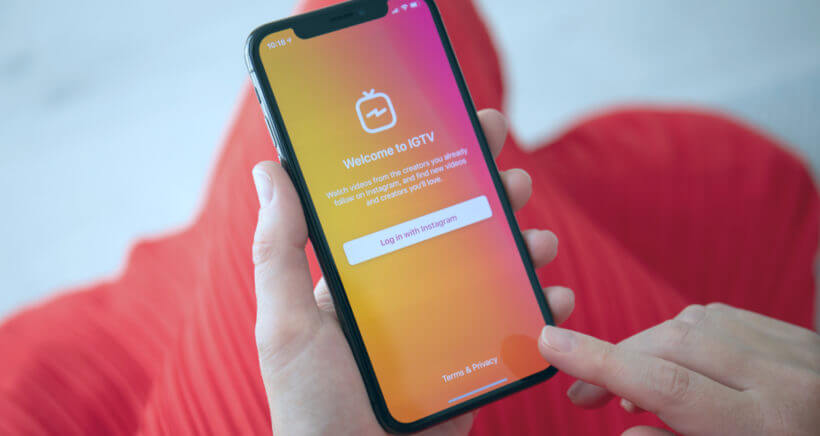 10:18
Welcome to IGTV
Watch videos from the creators you already
follow on Instagram, and find new videos
and creators you'll love.
Log in with Instagram
Terms & Privacy